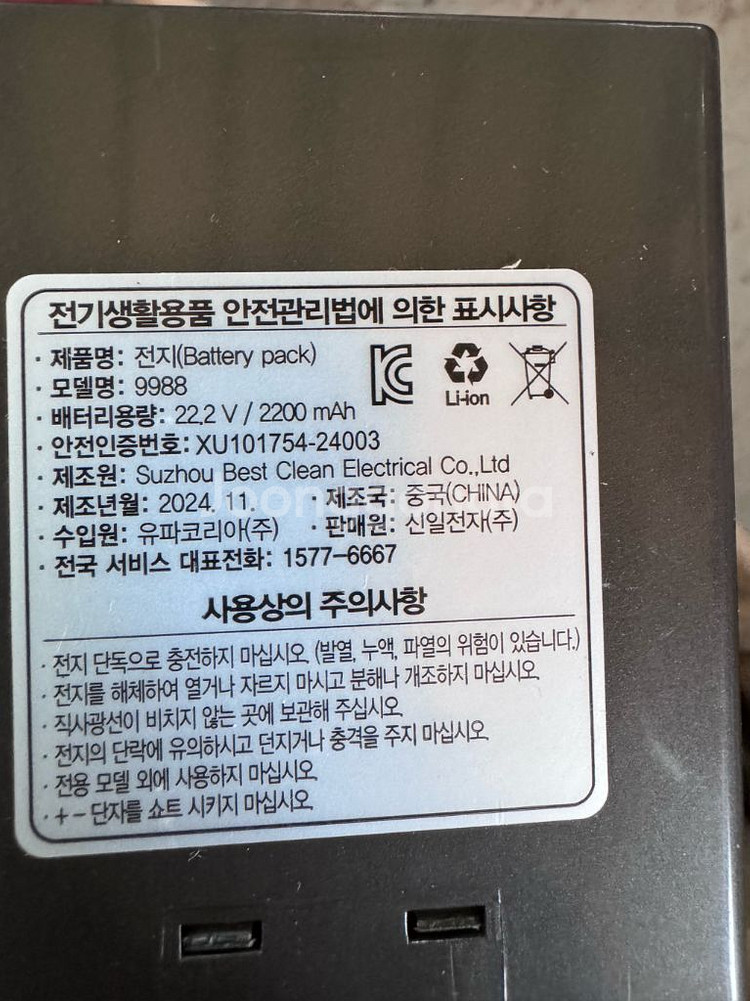 전기생활용품 안전관리법에 의한 표시사항
· 제품명: 전지(Battery pack)
· 모델명: 9988
· 배터리용량: 22.2 V / 2200 mAh
Li-ion
· 안전인증번호: XU101754-24003
· 제조원: Suzhou Best Clean Electrical Co.,Ltd
· 제조년월: 2024. 11 · 제조국: 중국(CHINA)
· 수입원: 유파코리아(주) · 판매원: 신일전자(주)
· 전국 서비스 대표전화: 1577-6667
사용상의 주의사항
· 전지 단독으로 충전하지 마십시오. (발열, 누액, 파열의 위험이 있습니다.)
· 전지를 해체하여 열거나 자르지 마시고 분해나 개조하지 마십시오.
· 직사광선이 비치지 않는 곳에 보관해 주십시오.
· 전지의 단락에 유의하시고 던지거나 충격을 주지 마십시오.
· 전용 모델 외에 사용하지 마십시오.
· + - 단자를 쇼트 시키지 마십시오.